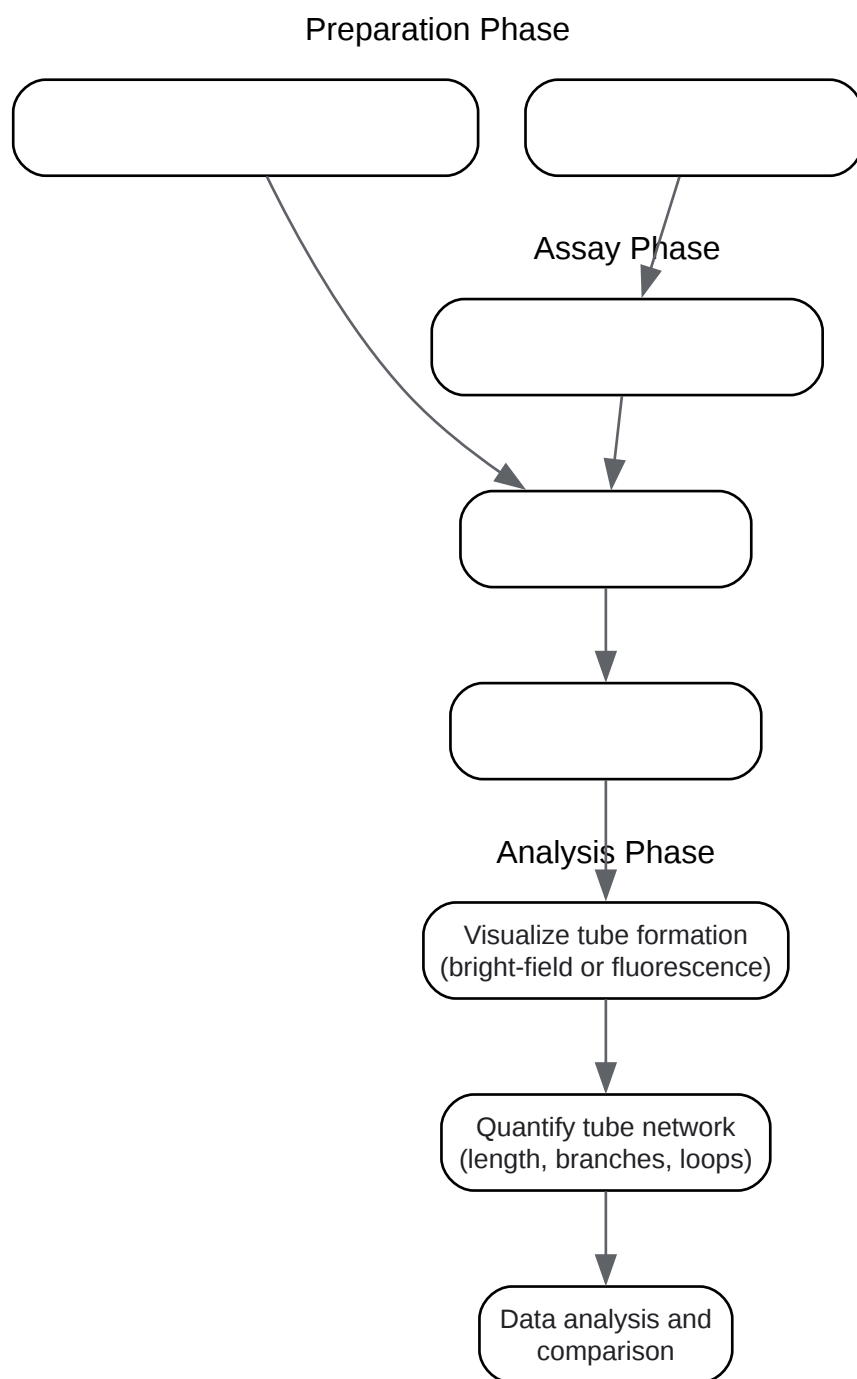 Preparation Phase
Assay Phase
Analysis Phase
Visualize tube formation
(bright-field or fluorescence)
Quantify tube network
(length, branches, loops)
Data analysis and
comparison